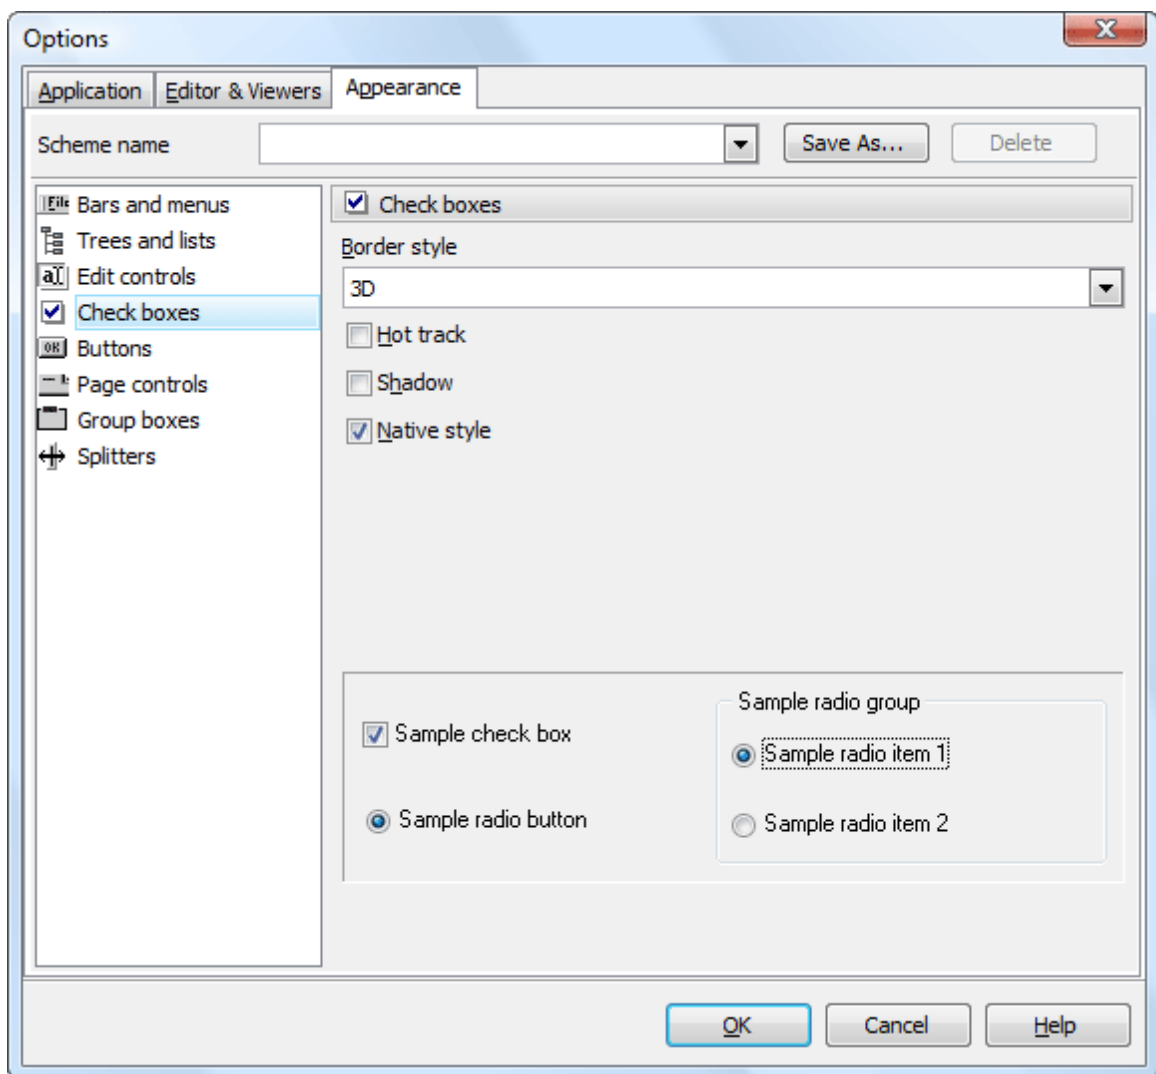 Options
Application Editor & Viewers Appearance
Scheme name Save As... Delete
Bars and menus
Trees and lists
Edit controls
Check boxes
Buttons
Page controls
Group boxes
Splitters
Check boxes
Border style
3D
Hot track
Shadow
Native style
Sample check box
Sample radio button
Sample radio group
Sample radio item 1
Sample radio item 2
OK Cancel Help